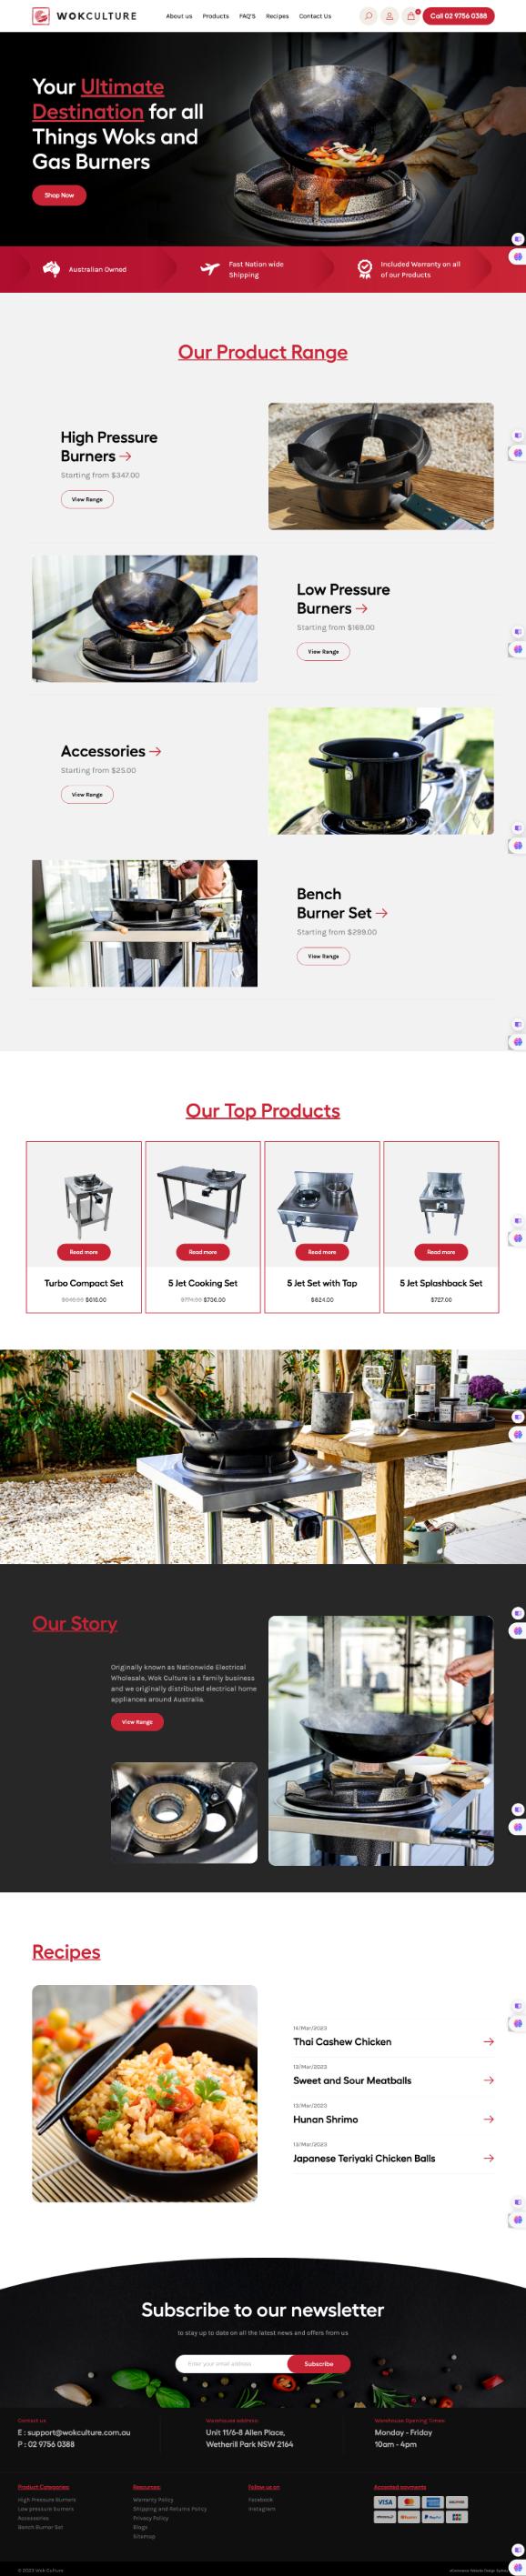 WOKCULTURE
About us Products FAQ'S Recipes Contact Us
0
Call 02 9756 0388
Your Ultimate
Destination for all
Things Woks and
Gas Burners
Shop Now
Australian Owned
Fast Nation wide
Shipping
Included Warranty on all
of our Products
Our Product Range
High Pressure
Burners
Starting from $347.00
View Range
Low Pressure
Burners
Starting from $169.00
View Range
Accessories
Starting from $25.00
View Range
Bench
Burner Set
Starting from $299.00
View Range
Our Top Products
Read more
Read more
Read more
Read more
Turbo Compact Set
$616.00
5 Jet Cooking Set
$774.00 $706.00
5 Jet Set with Tap
$624.00
5 Jet Splashback Set
$727.00
Our Story
Originally known as Nationwide Electrical
Wholesale, Wok Culture is a family business
and we originally distributed electrical home
appliances around Australia.
View Range
Recipes
Thai Cashew Chicken
13/Mar/2023
Sweet and Sour Meatballs
13/Mar/2023
Hunan Shrimp
13/Mar/2023
Japanese Teriyaki Chicken Balls
Subscribe to our newsletter
to stay up to date on all the latest news and offers from us
Enter your email address
Subscribe
Contact us
E : support@wokculture.com.au
P : 02 9756 0388
Warehouse address
Unit 11/6-8 Allen Place,
Wetherill Park NSW 2164
Warehouse Opening Times
Monday - Friday
10am - 4pm
Product Categories
High Pressure Burners
Low pressure burners
Accessories
Bench Burner Set
Resources
Warranty Policy
Shipping and Returns Policy
Privacy Policy
Blogs
Sitemap
Follow us on
Facebook
Instagram
Accepted payments
VISA
PayPal
© 2023 Wok Culture